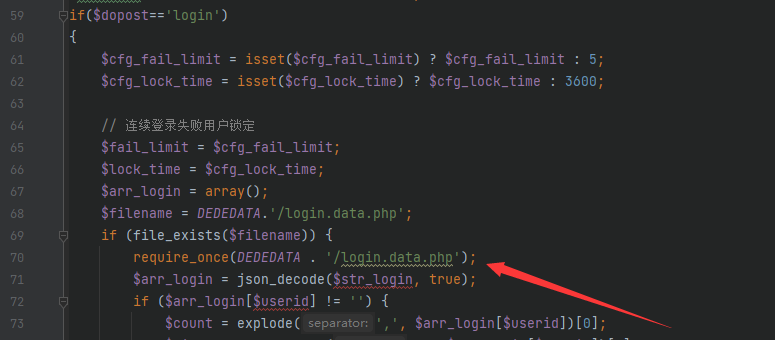 59 if($dopost=='login')
60 {
61 $cfg_fail_limit = isset($cfg_fail_limit) ? $cfg_fail_limit : 5;
62 $cfg_lock_time = isset($cfg_lock_time) ? $cfg_lock_time : 3600;
63
64 // 连续登录失败用户锁定
65 $fail_limit = $cfg_fail_limit;
66 $lock_time = $cfg_lock_time;
67 $arr_login = array();
68 $filename = DEDEDATA.'/login.data.php';
69 if (file_exists($filename)) {
70 require_once(DEDEDATA . '/login.data.php');
71 $arr_login = json_decode($str_login, true);
72 if ($arr_login[$userid] != '') {
73 $count = explode( separator: ',', $arr_login[$userid])[0];